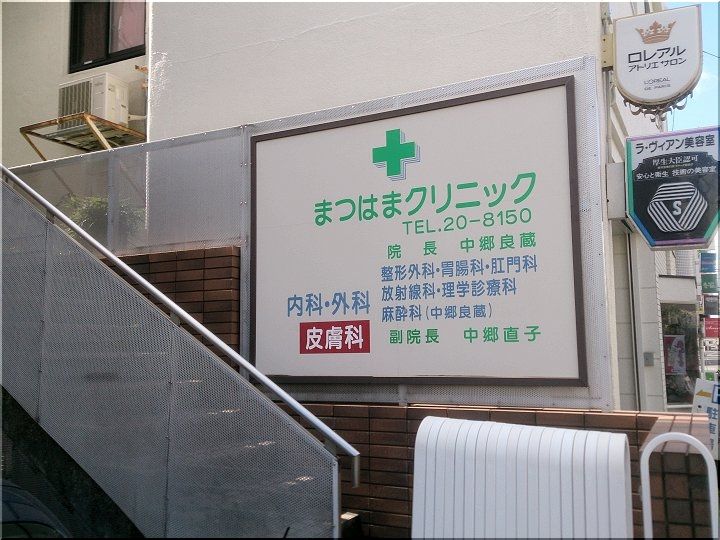 まつはまクリニック
TEL.20-8150
院長 中郷良蔵
内科・外科
整形外科・胃腸科・肛門科
放射線科・理学診療科
麻酔科(中郷良蔵)
皮膚科
副院長 中郷直子
ロレアル
アトリエサロン
L'ORÉAL
DE PARIS
ラ・ヴィアン美容室
厚生大臣認可
安心と衛生 技術の美容室
S